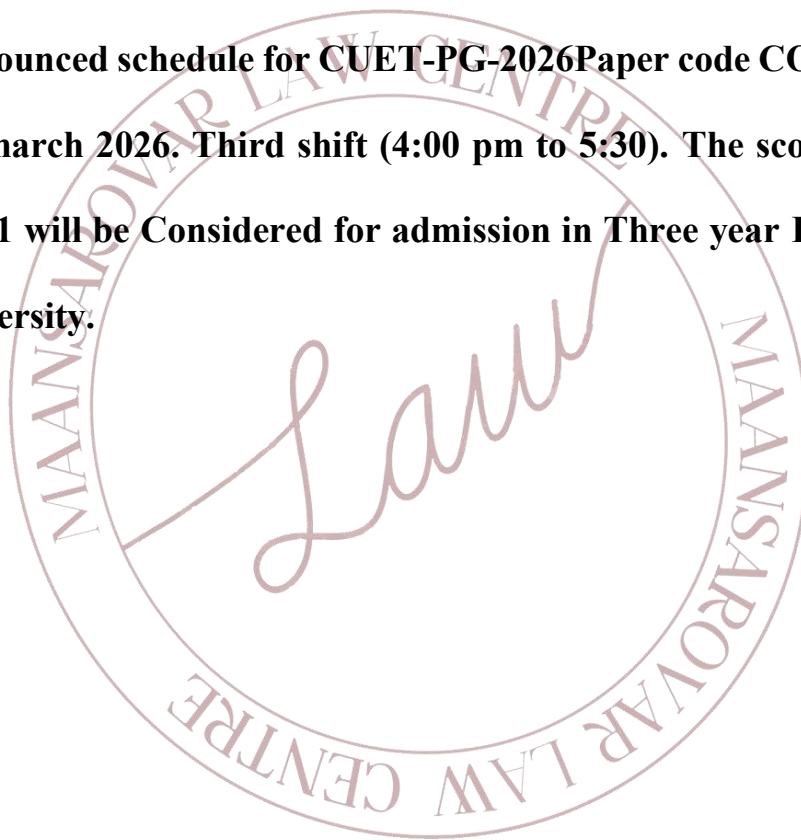 ounced schedule for CUET-PG-2026Paper code CO
march 2026. Third shift (4:00 pm to 5:30). The sco
1 will be Considered for admission in Three year
ersity.
MAANSAROVAR LAW CENTRE
Law
MAANSAROVAR LAW CENTRE